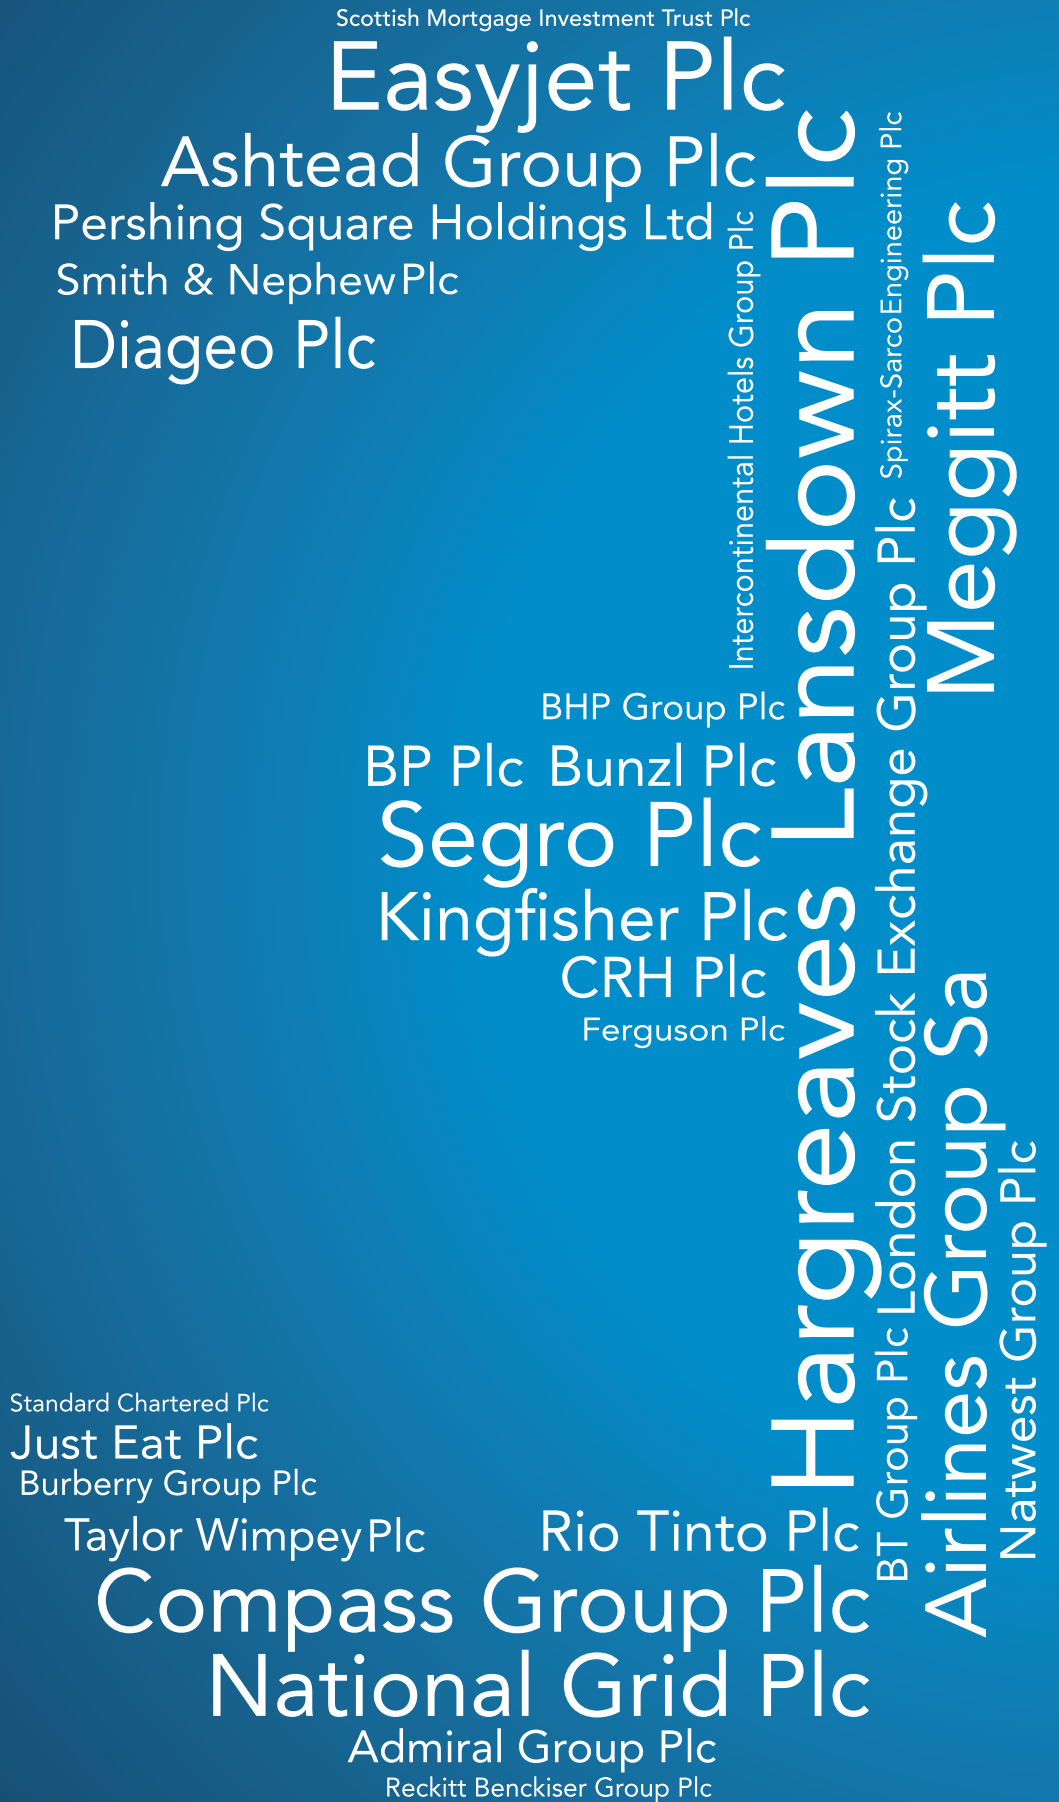 Scottish Mortgage Investment Trust Plc
Easyjet Plc
Ashtead Group Plc
Pershing Square Holdings Ltd
Smith & Nephew Plc
Diageo Plc
Intercontinental Hotels Group Plc
Hargreaves Lansdown Plc
Spirax-Sarco Engineering Plc
Meggitt Plc
London Stock Exchange Group Plc
BHP Group Plc
BP Plc Bunzl Plc
Segro Plc
Kingfisher Plc
CRH Plc
Ferguson Plc
Airlines Group Sa
Natwest Group Plc
BT Group Plc
Standard Chartered Plc
Just Eat Plc
Burberry Group Plc
Taylor Wimpey Plc
Rio Tinto Plc
Compass Group Plc
National Grid Plc
Admiral Group Plc
Reckitt Benckiser Group Plc